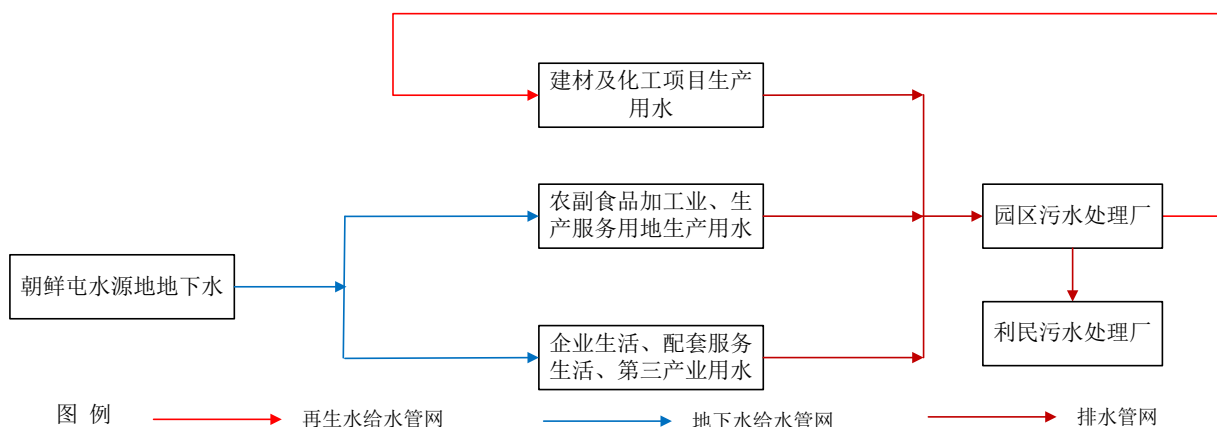 建材及化工项目生产
用水
农副食品加工业、生
产服务用地生产用水
园区污水处理厂
朝鲜屯水源地地下水
利民污水处理厂
企业生活、配套服务
生活、第三产业用水
图 例
再生水给水管网
地下水给水管网
排水管网